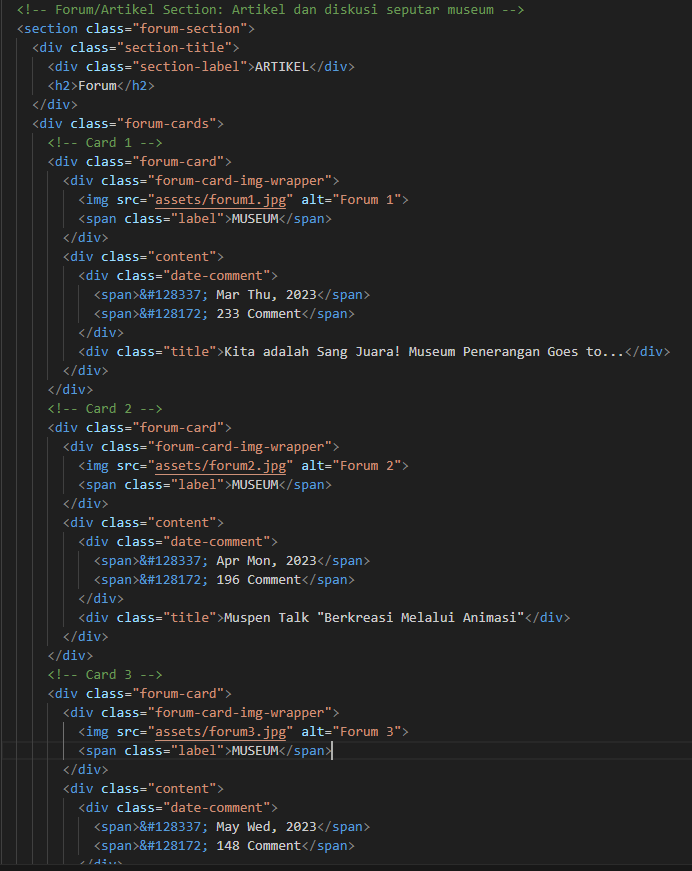 <!-- Forum/Artikel Section: Artikel dan diskusi seputar museum -->
<section class="forum-section">
<div class="section-title">
<div class="section-label">ARTIKEL</div>
<h2>Forum</h2>
</div>
<div class="forum-cards">
<!-- Card 1 -->
<div class="forum-card">
<div class="forum-card-img-wrapper">
<img src="assets/forum1.jpg" alt="Forum 1">
<span class="label">MUSEUM</span>
</div>
<div class="content">
<div class="date-comment">
<span>&#128337; Mar Thu, 2023</span>
<span>&#128172; 233 Comment</span>
</div>
<div class="title">Kita adalah Sang Juara! Museum Penerangan Goes to...</div>
</div>
</div>
<!-- Card 2 -->
<div class="forum-card">
<div class="forum-card-img-wrapper">
<img src="assets/forum2.jpg" alt="Forum 2">
<span class="label">MUSEUM</span>
</div>
<div class="content">
<div class="date-comment">
<span>&#128337; Apr Mon, 2023</span>
<span>&#128172; 196 Comment</span>
</div>
<div class="title">Muspen Talk "Berkreasi Melalui Animasi"</div>
</div>
</div>
<!-- Card 3 -->
<div class="forum-card">
<div class="forum-card-img-wrapper">
<img src="assets/forum3.jpg" alt="Forum 3">
<span class="label">MUSEUM</span>
</div>
<div class="content">
<div class="date-comment">
<span>&#128337; May Wed, 2023</span>
<span>&#128172; 148 Comment</span>
</div>